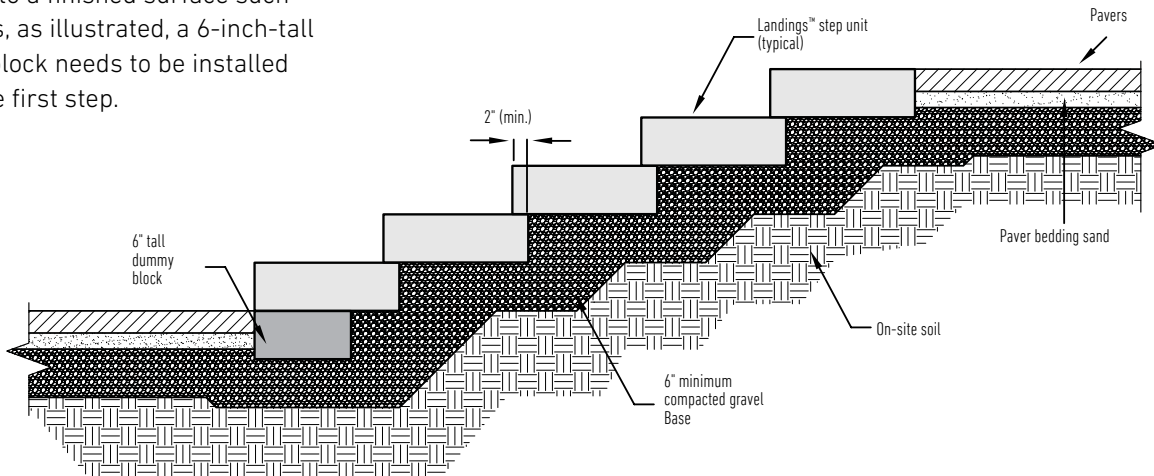 to a finished surface such
s, as illustrated, a 6-inch-tall
lock needs to be installed
e first step.
Landings™ step unit
(typical)
Pavers
2" (min.)
6" tall
dummy
block
Paver bedding sand
On-site soil
6" minimum
compacted gravel
Base